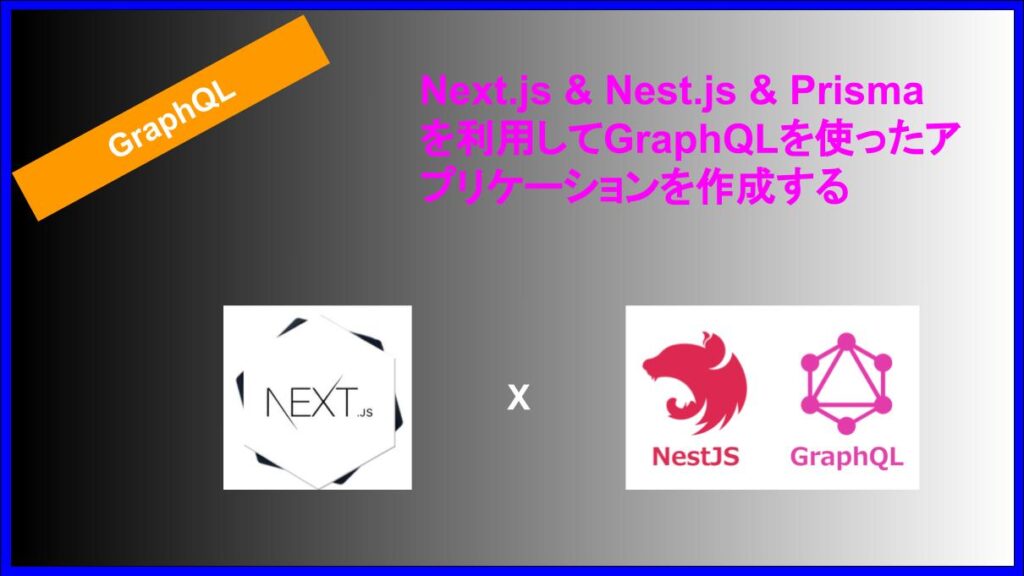 GraphQL
Next.js & Nest.js & Prisma
を利用してGraphQLを使ったア
プリケーションを作成する
NEXT.JS
X
NestJS
GraphQL